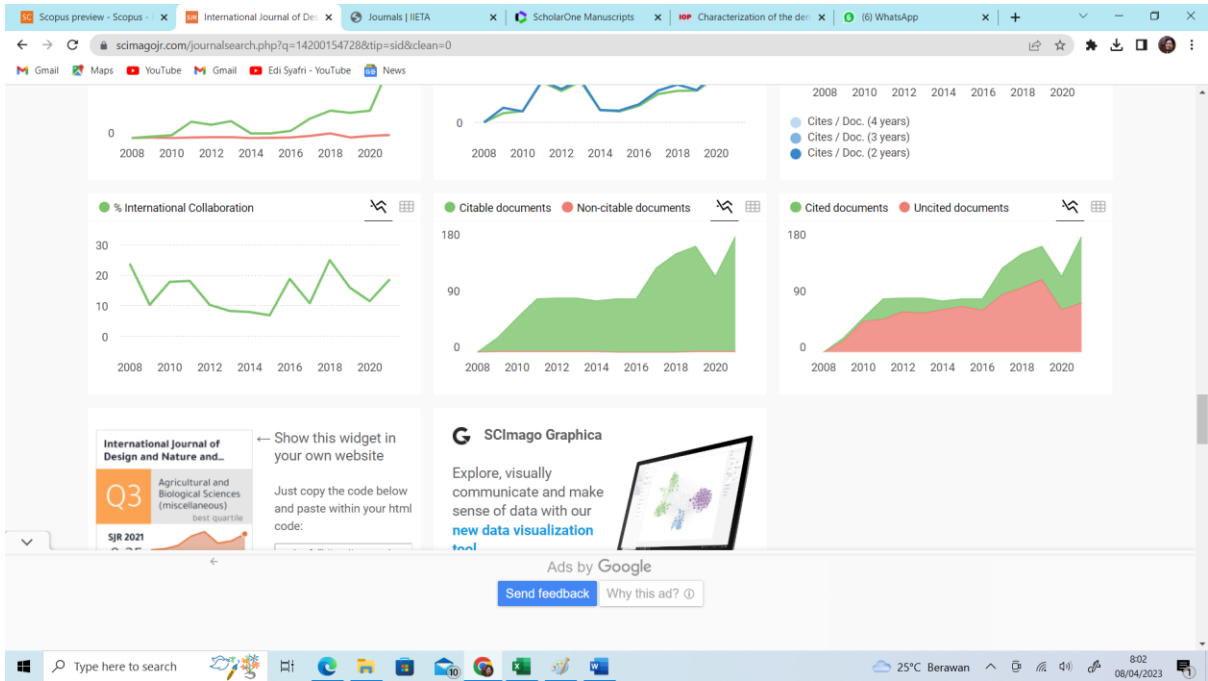 Scopus preview - Scopus -
International Journal of Des
Journals | IIETA
ScholarOne Manuscripts
IOP Characterization of the den
(6) WhatsApp
scimagojr.com/journalsearch.php?q=14200154728&tip=sid&clean=0
Gmail Maps YouTube Gmail Edi Syafri - YouTube News
0
2008 2010 2012 2014 2016 2018 2020
0
2008 2010 2012 2014 2016 2018 2020
2008 2010 2012 2014 2016 2018 2020
Cites / Doc. (4 years)
Cites / Doc. (3 years)
Cites / Doc. (2 years)
% International Collaboration
30
20
10
0
2008 2010 2012 2014 2016 2018 2020
Citable documents Non-citable documents
180
90
0
2008 2010 2012 2014 2016 2018 2020
Cited documents Uncited documents
180
90
0
2008 2010 2012 2014 2016 2018 2020
International Journal of
Design and Nature and...
Q3
Agricultural and
Biological Sciences
(miscellaneous)
best quartile
SJR 2021
← Show this widget in
your own website
Just copy the code below
and paste within your html
code:
SCImago Graphica
Explore, visually
communicate and make
sense of data with our
new data visualization
tool
Ads by Google
Send feedback
Why this ad?
Type here to search
10
25°C Berawan
8:02
08/04/2023
1